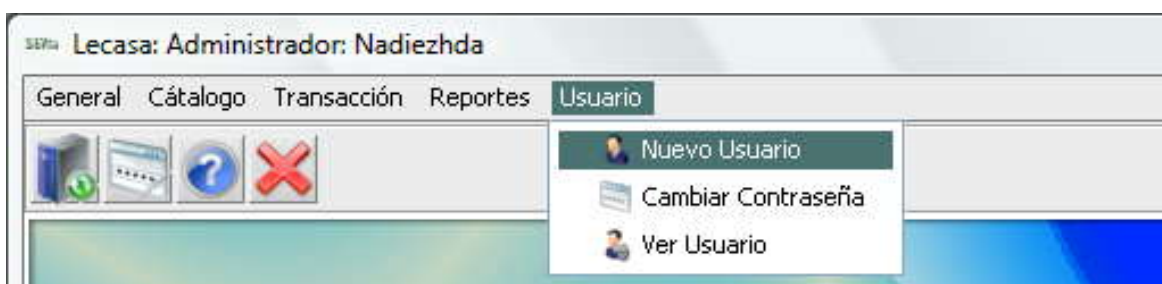 Lecasa: Administrador: Nadiezhda
General Cátalogo Transacción Reportes Usuario
Nuevo Usuario
Cambiar Contraseña
Ver Usuario